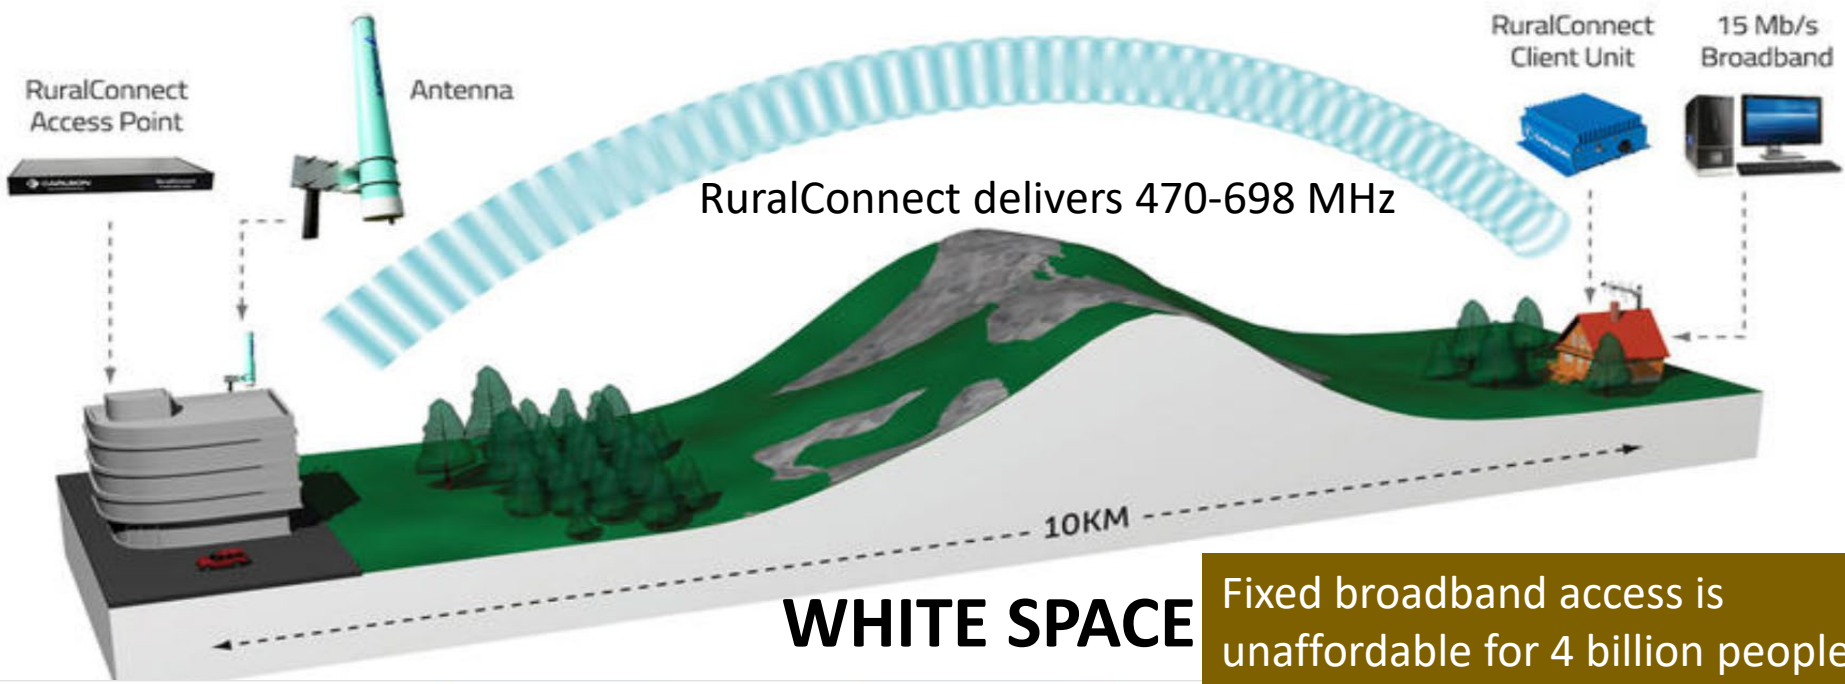 RuralConnect
Access Point
Antenna
RuralConnect
Client Unit
15 Mb/s
Broadband
CARLSON
RuralConnect delivers 470-698 MHz
10KM
WHITE SPACE
Fixed broadband access is
unaffordable for 4 billion people